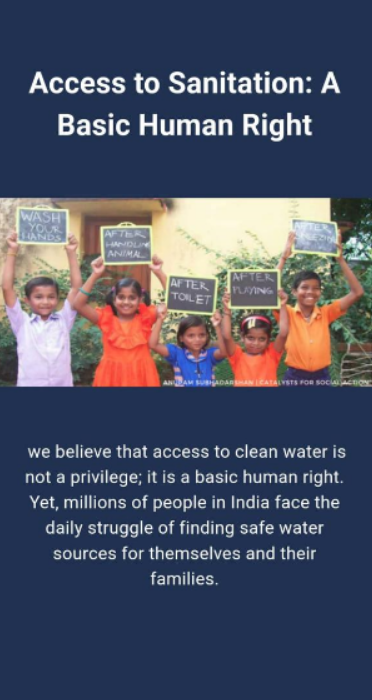 Access to Sanitation: A
Basic Human Right
WASH
YOUR
HANDS
AFTER
HANDLING
ANIMAL
AFTER
TOILET
AFTER
PLAYING
AFTER
SNEEZING
ANUPAM SUBHADARSHAN | CATALYSTS FOR SOCIAL ACTION
we believe that access to clean water is
not a privilege; it is a basic human right.
Yet, millions of people in India face the
daily struggle of finding safe water
sources for themselves and their
families.